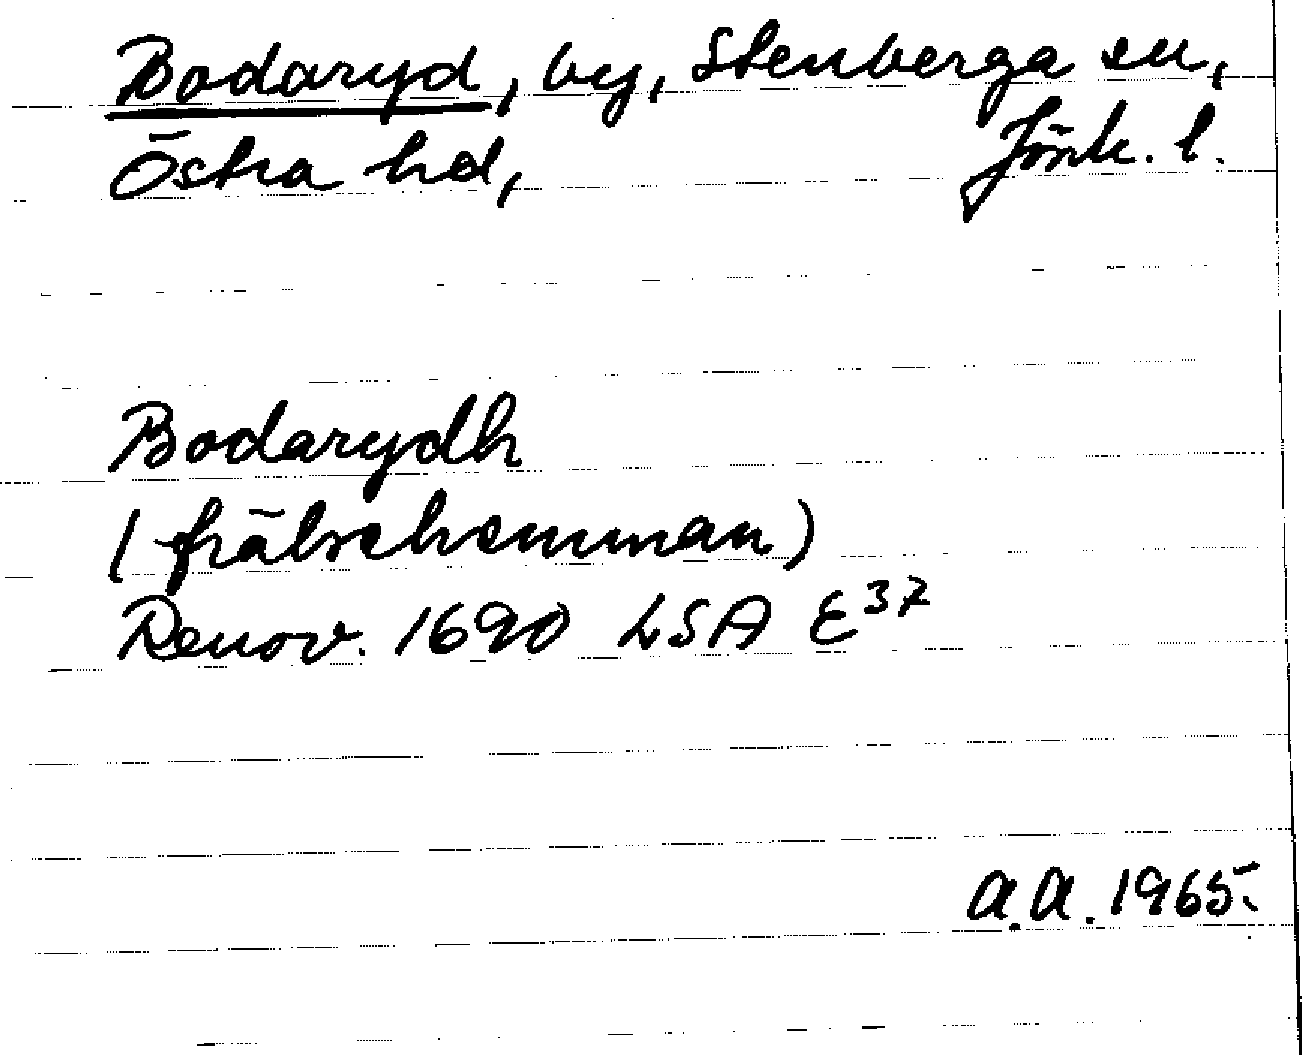 Bodaryd, by, Stenberga sn,
Östra hd, Jönk. l.
Bodarydh
(frälsehemman)
Renov. 1690 LSA E37
A.A. 1965.